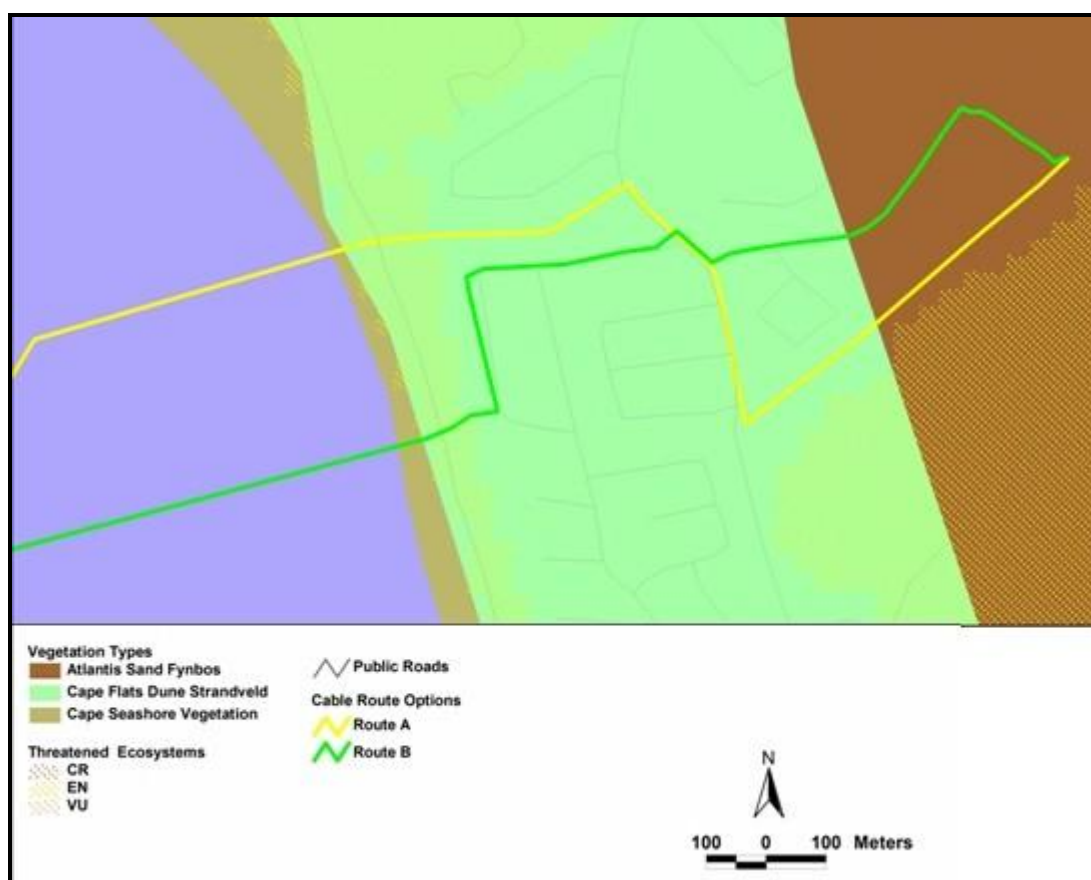 Vegetation Types
Atlantis Sand Fynbos
Cape Flats Dune Strandveld
Cape Seashore Vegetation
Threatened Ecosystems
CR
EN
VU
Public Roads
Cable Route Options
Route A
Route B
N
100 0 100 Meters